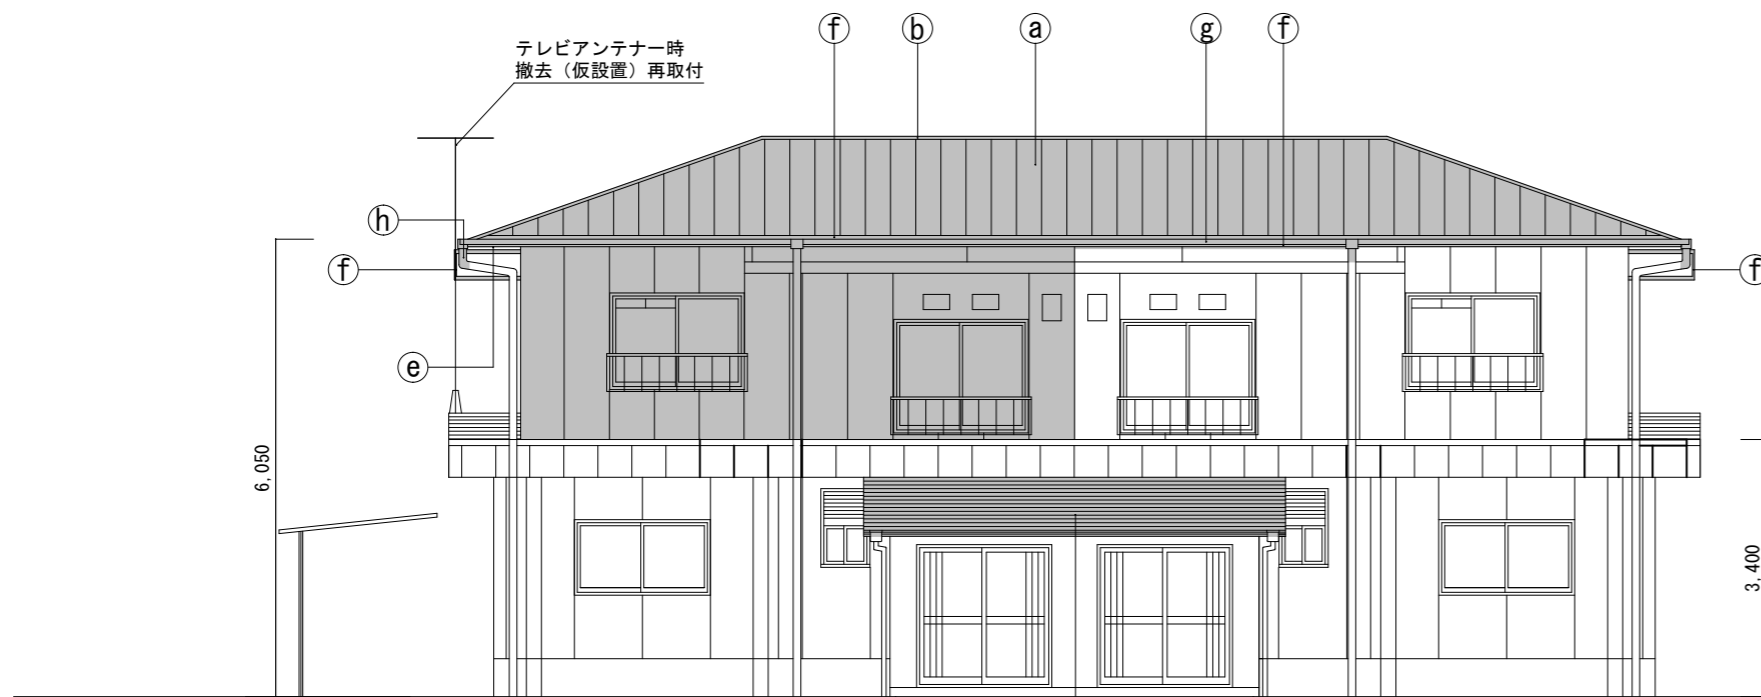 ⓕ ⓑ ⓐ ⓖ ⓕ
テレビアンテナ一時
撤去（仮設置）再取付
ⓗ
ⓕ ⓕ
ⓔ
6,050
3,400